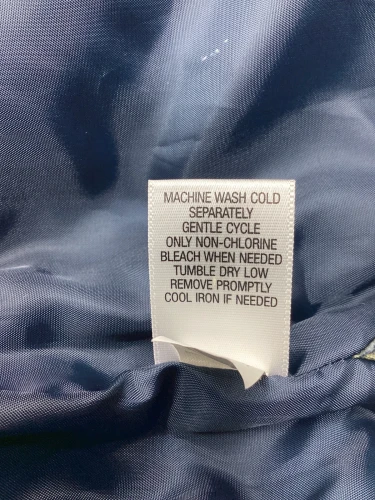 MACHINE WASH COLD
SEPARATELY
GENTLE CYCLE
ONLY NON-CHLORINE
BLEACH WHEN NEEDED
TUMBLE DRY LOW
REMOVE PROMPTLY
COOL IRON IF NEEDED